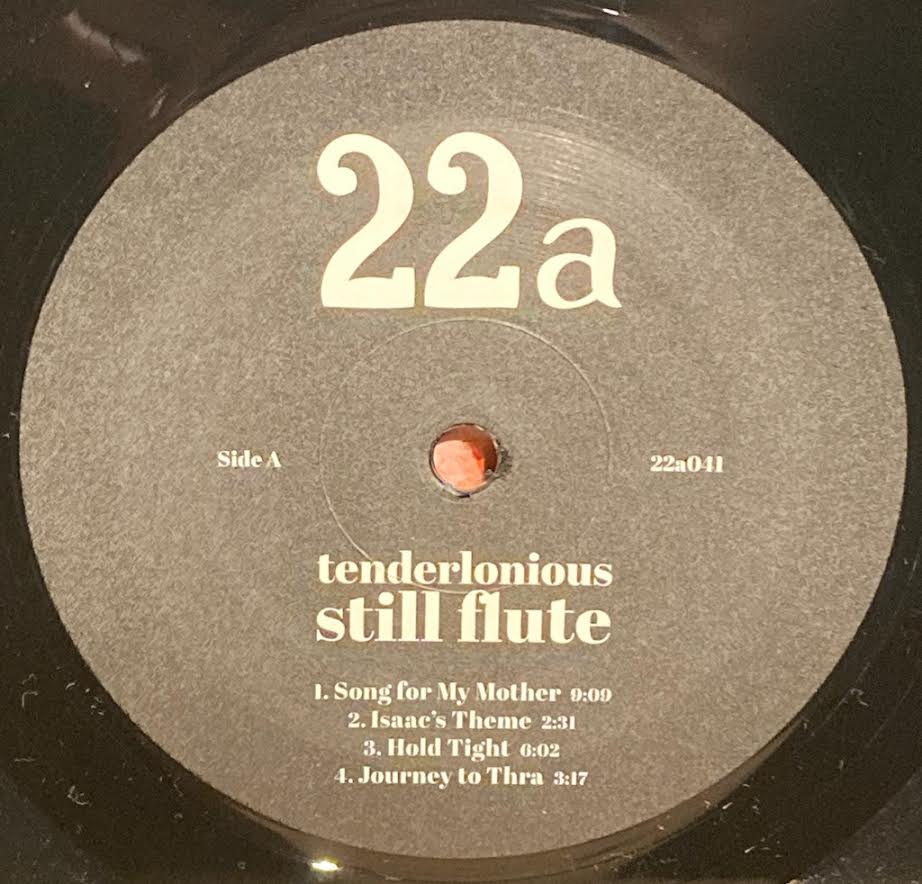 22a
Side A
22a041
tenderlonious
still flute
1. Song for My Mother 9:09
2. Isaac's Theme 2:31
3. Hold Tight 6:02
4. Journey to Thra 3:17